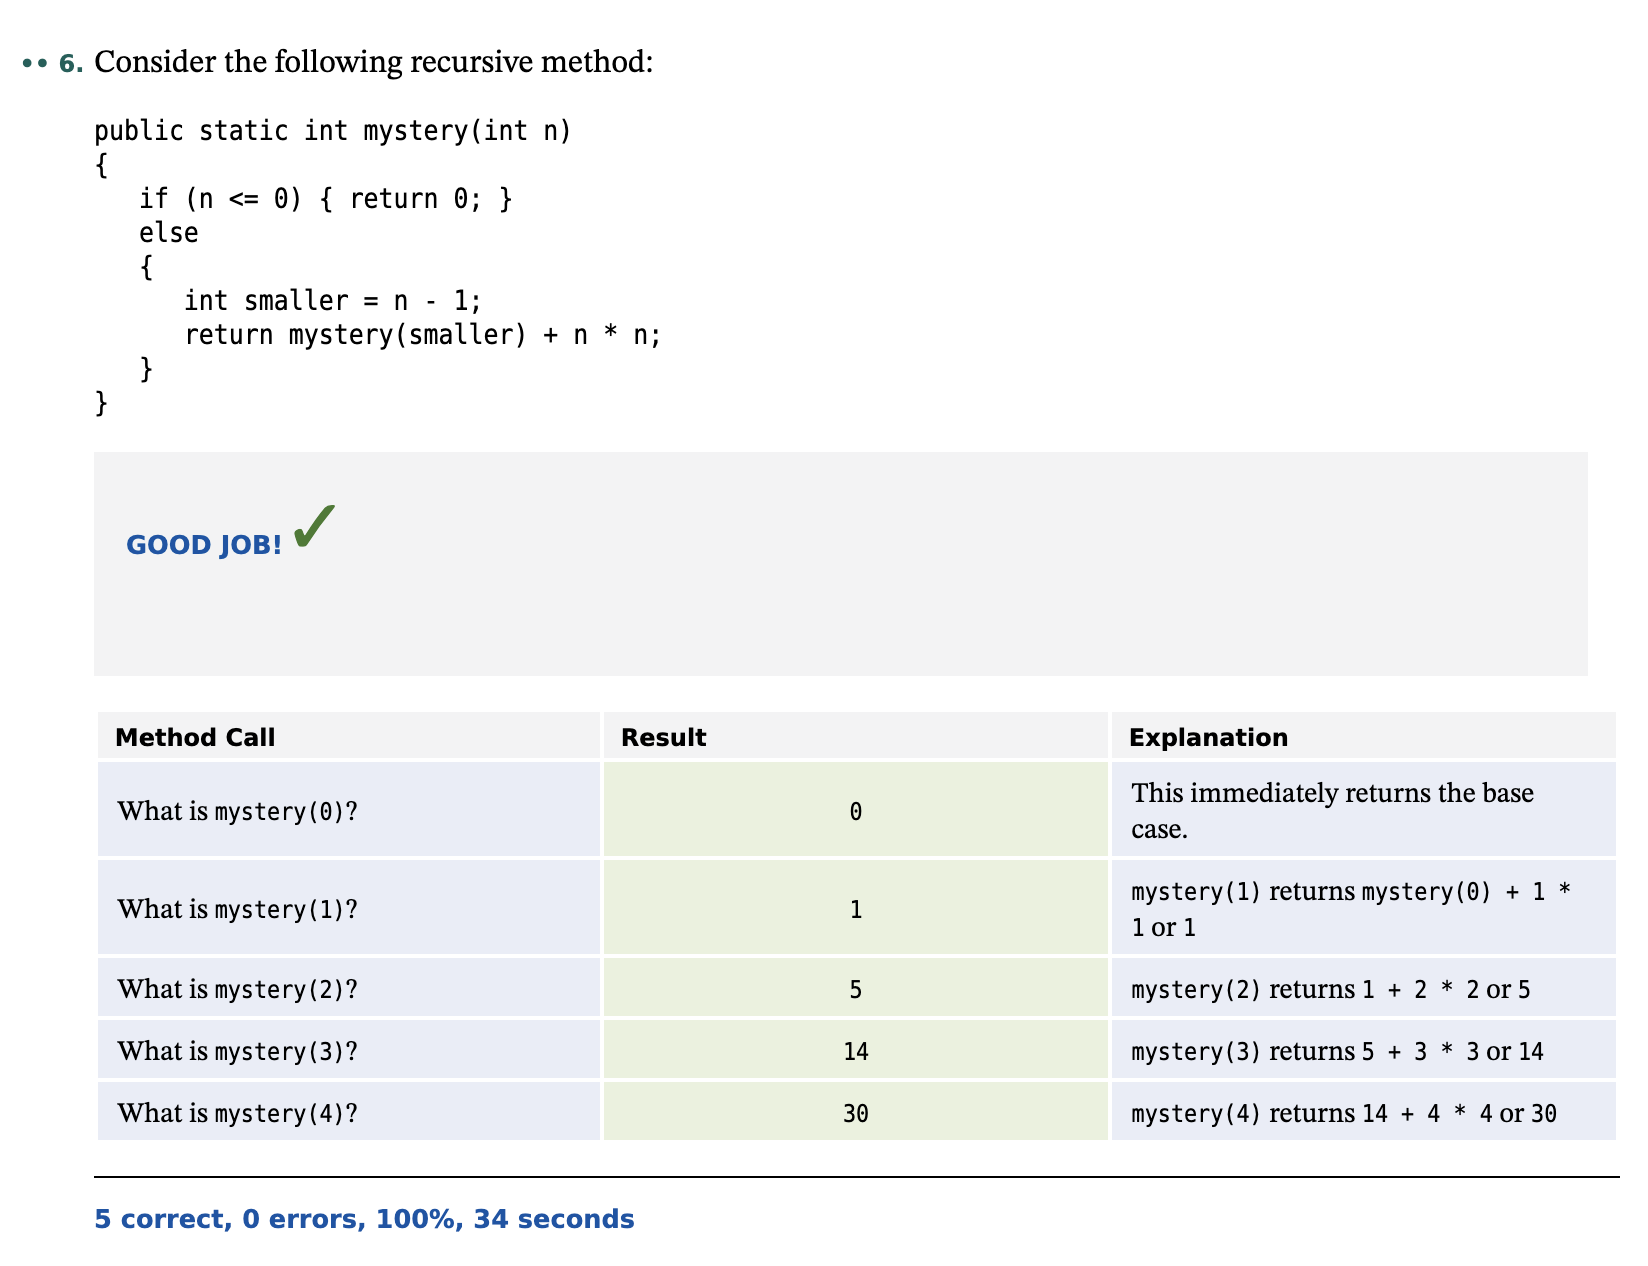 •• 6. Consider the following recursive method:
public static int mystery(int n)
{
   if (n <= 0) { return 0; }
   else
   {
      int smaller = n - 1;
      return mystery(smaller) + n * n;
   }
}
GOOD JOB! ✓
Method Call Result Explanation
What is mystery(0)? 0 This immediately returns the base
case.
What is mystery(1)? 1 mystery(1) returns mystery(0) + 1 *
1 or 1
What is mystery(2)? 5 mystery(2) returns 1 + 2 * 2 or 5
What is mystery(3)? 14 mystery(3) returns 5 + 3 * 3 or 14
What is mystery(4)? 30 mystery(4) returns 14 + 4 * 4 or 30
5 correct, 0 errors, 100%, 34 seconds